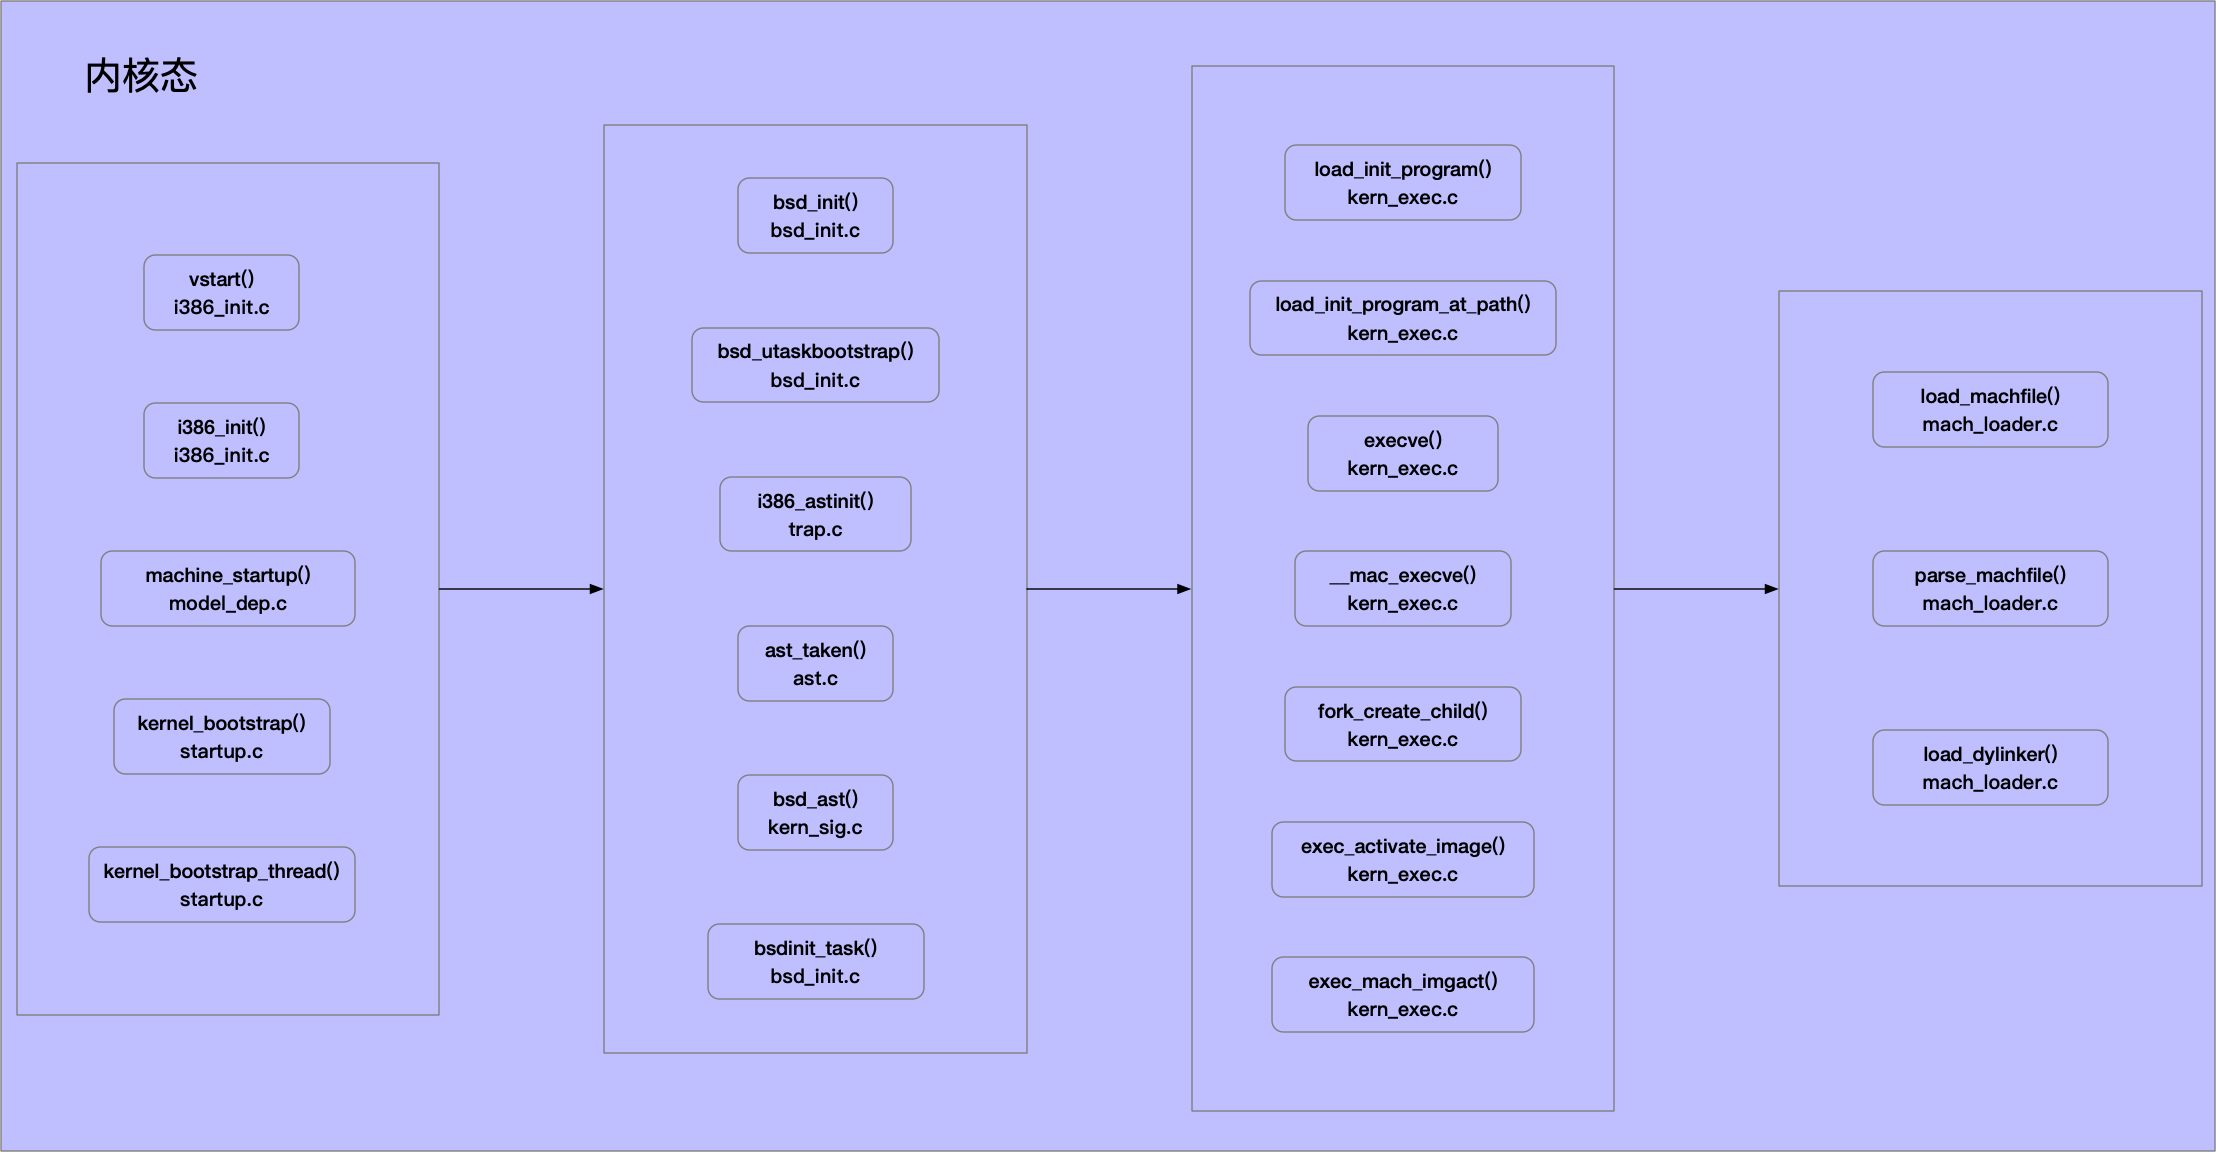 内核态
vstart()
i386_init.c
i386_init()
i386_init.c
machine_startup()
model_dep.c
kernel_bootstrap()
startup.c
kernel_bootstrap_thread()
startup.c
bsd_init()
bsd_init.c
bsd_utaskbootstrap()
bsd_init.c
i386_astinit()
trap.c
ast_taken()
ast.c
bsd_ast()
kern_sig.c
bsdinit_task()
bsd_init.c
load_init_program()
kern_exec.c
load_init_program_at_path()
kern_exec.c
execve()
kern_exec.c
__mac_execve()
kern_exec.c
fork_create_child()
kern_exec.c
exec_activate_image()
kern_exec.c
exec_mach_imgact()
kern_exec.c
load_machfile()
mach_loader.c
parse_machfile()
mach_loader.c
load_dylinker()
mach_loader.c